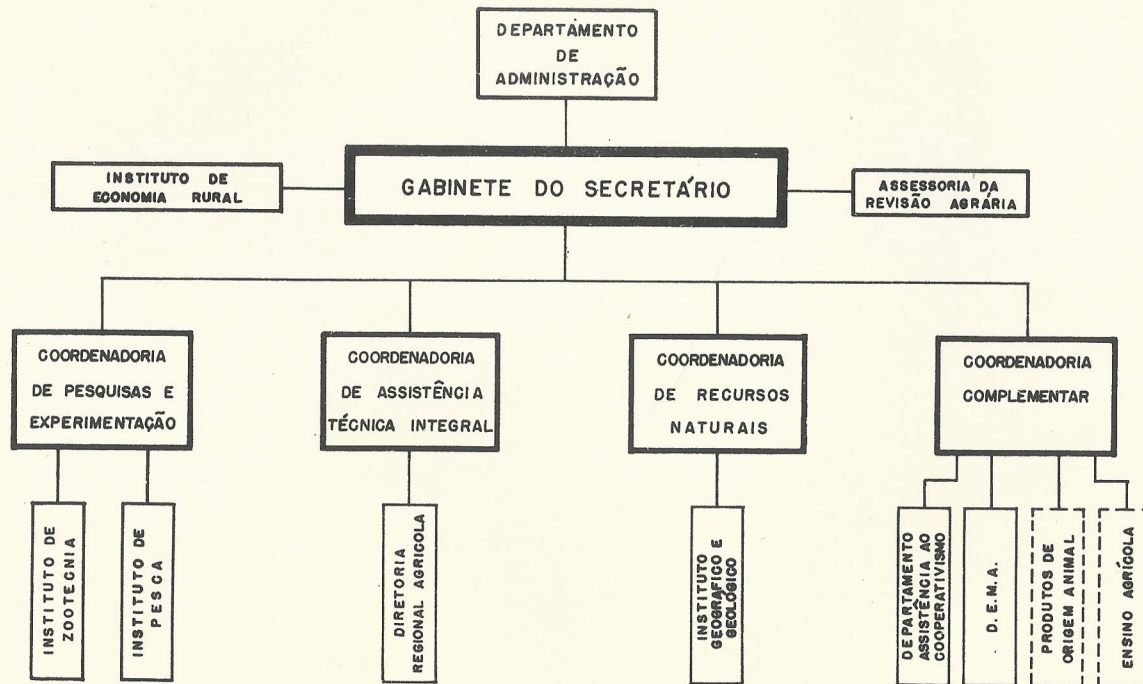 DEPARTAMENTO
DE
ADMINISTRAÇÃO
INSTITUTO DE
ECONOMIA RURAL
GABINETE DO SECRETÁRIO
ASSESSORIA DA
REVISÃO AGRÁRIA
COORDENADORIA
DE PESQUISAS E
EXPERIMENTAÇÃO
COORDENADORIA
DE ASSISTÊNCIA
TÉCNICA INTEGRAL
COORDENADORIA
DE RECURSOS
NATURAIS
COORDENADORIA
COMPLEMENTAR
INSTITUTO DE
ZOOTECNIA
INSTITUTO DE
PESCA
DIRETORIA
REGIONAL AGRICOLA
INSTITUTO
GEOGRAFICO E
GEOLÓGICO
DEPARTAMENTO
ASSISTÊNCIA AO
COOPERATIVISMO
D. E. M. A.
PRODUTOS DE
ORIGEM ANIMAL
ENSINO AGRÍCOLA